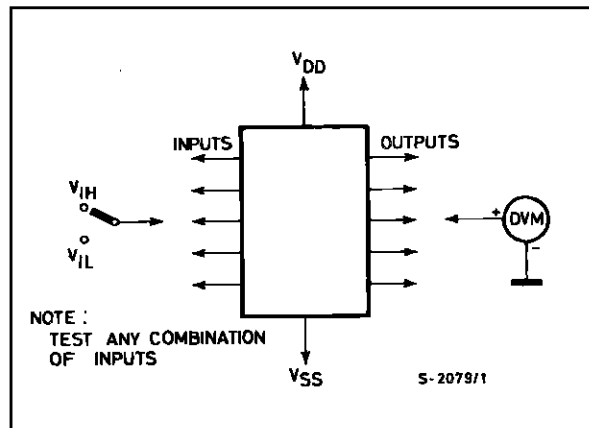 VDD
INPUTS
OUTPUTS
VIH
VIL
+
DVM
-
NOTE :
TEST ANY COMBINATION
OF INPUTS
VSS
S-2079/1